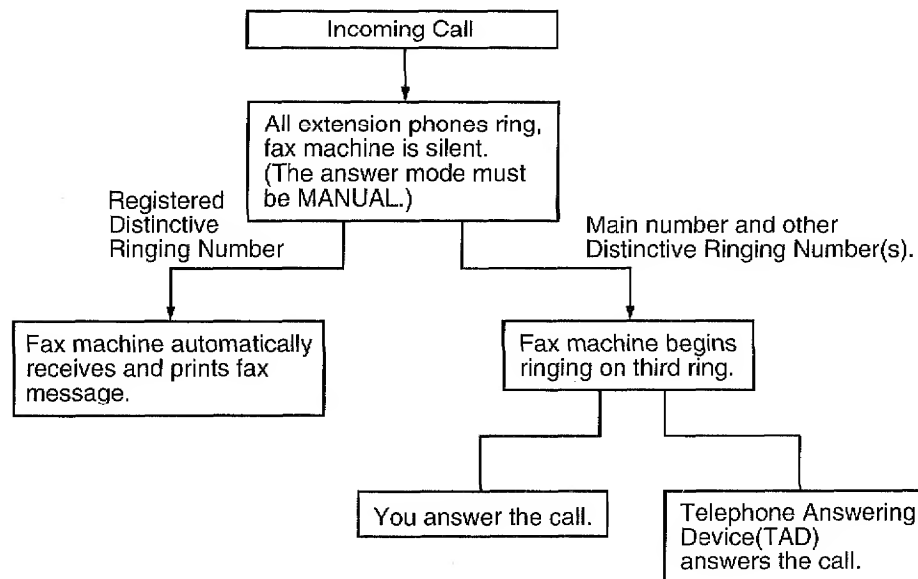 Incoming Call
All extension phones ring,
fax machine is silent.
(The answer mode must
be MANUAL.)
Registered
Distinctive
Ringing Number
Main number and other
Distinctive Ringing Number(s).
Fax machine automatically
receives and prints fax
message.
Fax machine begins
ringing on third ring.
You answer the call.
Telephone Answering
Device(TAD)
answers the call.